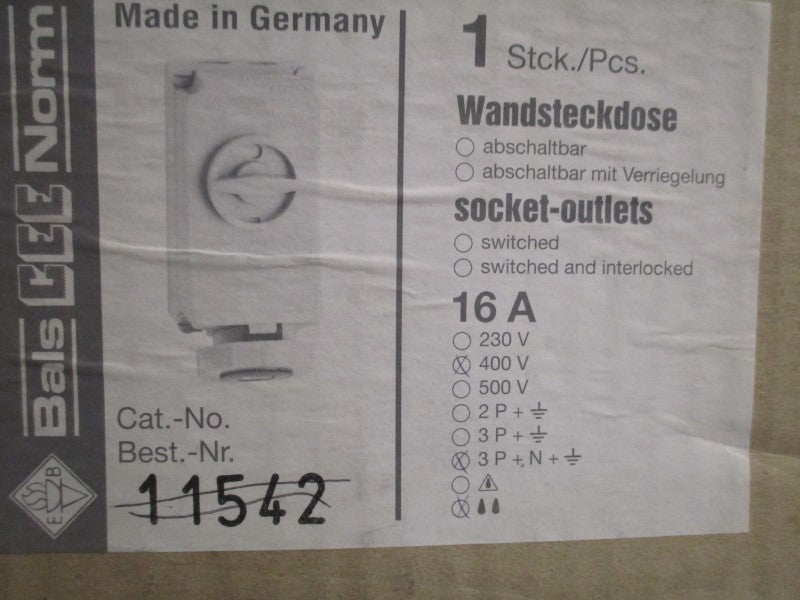 Bals CEE Norm
E B
Made in Germany
Cat.-No.
Best.-Nr.
11542
1 Stck./Pcs.
Wandsteckdose
abschaltbar
abschaltbar mit Verriegelung
socket-outlets
switched
switched and interlocked
16 A
230 V
400 V
500 V
2 P + ⏚
3 P + ⏚
3 P + N + ⏚